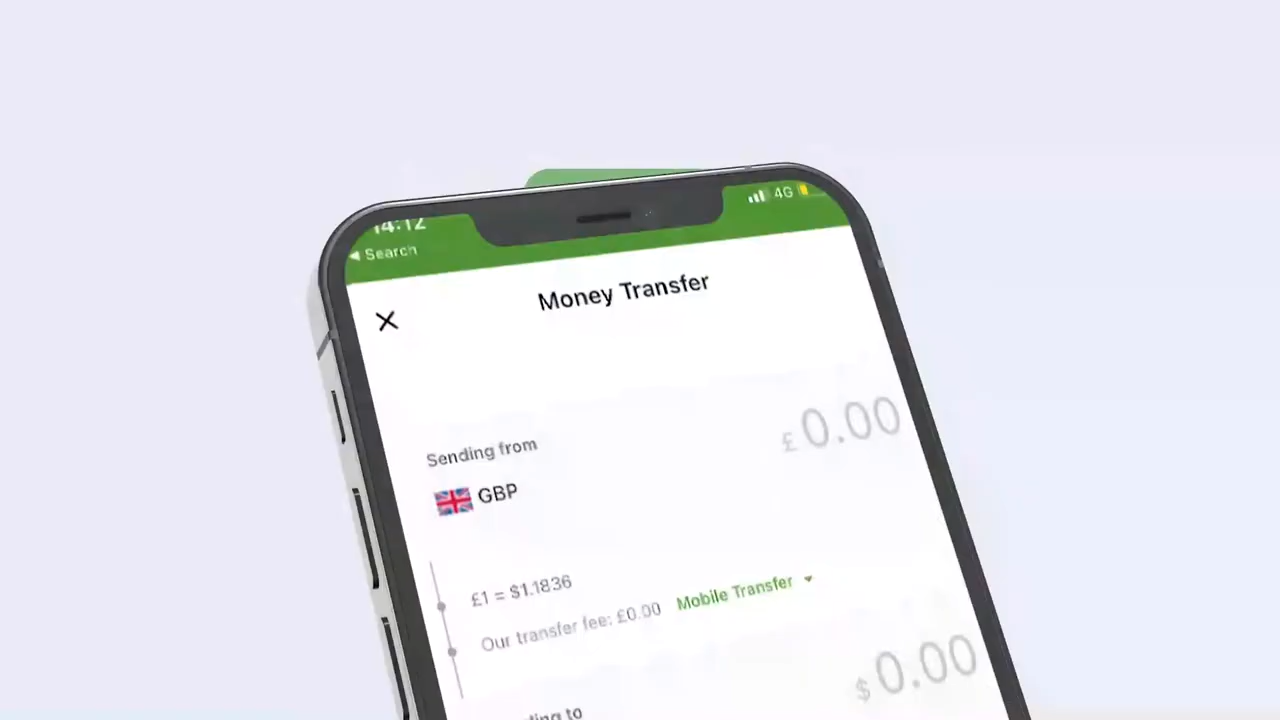 14:12
4G
Search
Money Transfer
Sending from
£ 0.00
GBP
£1 = $1.1836
Our transfer fee: £0.00 Mobile Transfer
$ 0.00
to